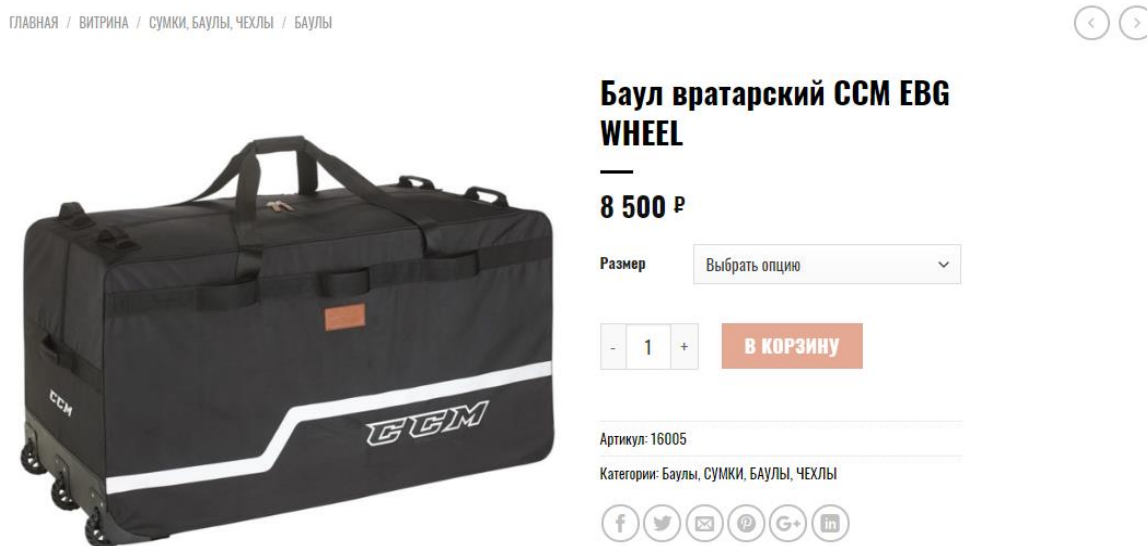 ГЛАВНАЯ / ВИТРИНА / СУМКИ, БАУЛЫ, ЧЕХЛЫ / БАУЛЫ
Баул вратарский CCM EBG
WHEEL
8 500 ₽
Размер
Выбрать опцию
- 1 +
В КОРЗИНУ
Артикул: 16005
Категории: Баулы, СУМКИ, БАУЛЫ, ЧЕХЛЫ
CCM
CCM